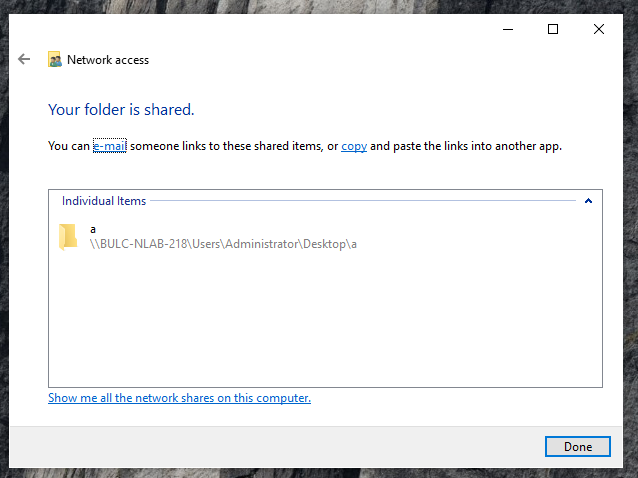 Network access
Your folder is shared.
You can e-mail someone links to these shared items, or copy and paste the links into another app.
Individual Items
a
\\BULC-NLAB-218\Users\Administrator\Desktop\a
Show me all the network shares on this computer.
Done